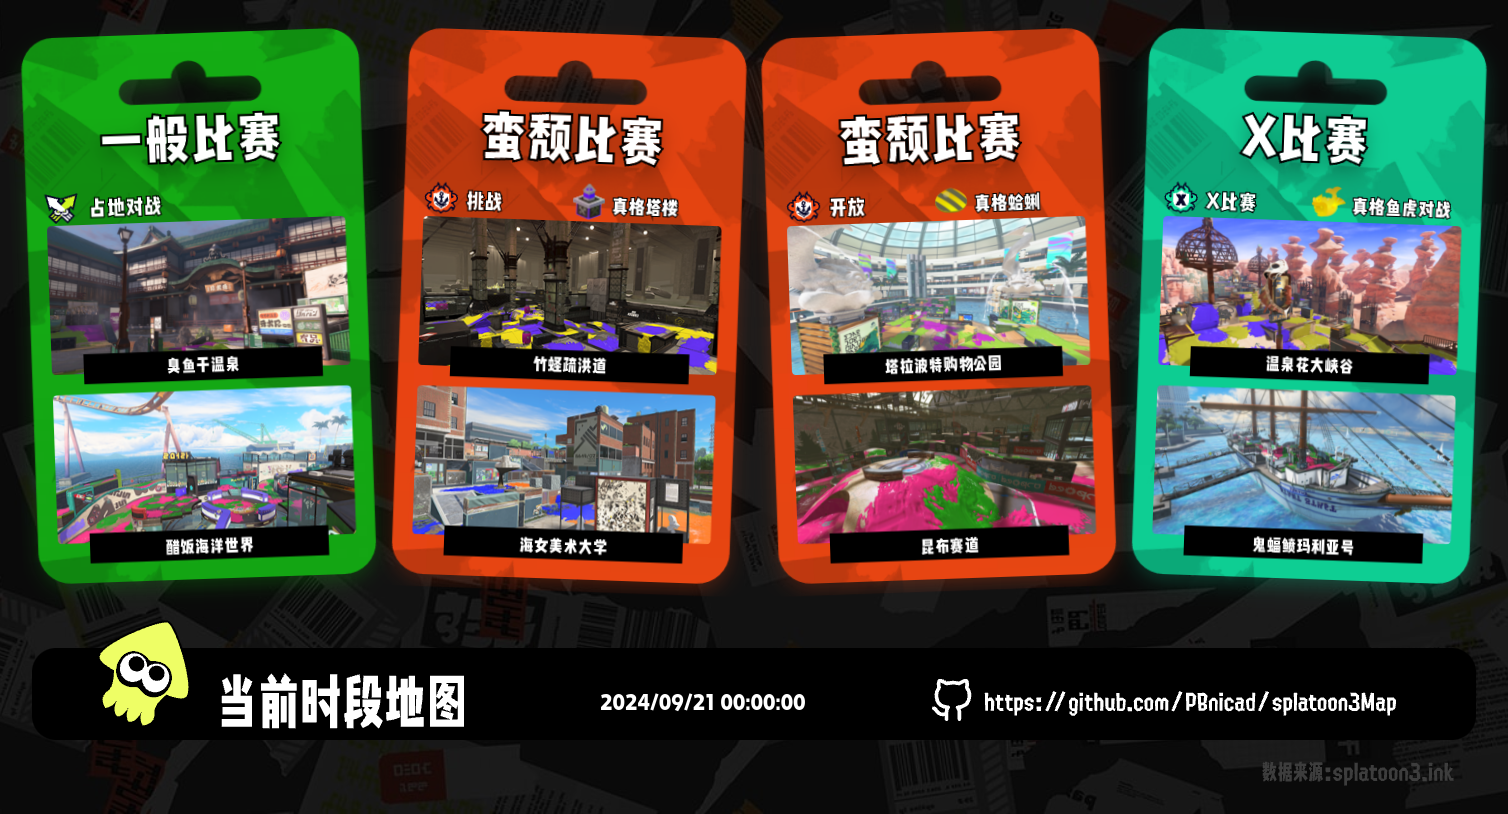 一般比赛
占地对战
臭鱼干温泉
醋饭海洋世界
蛮颓比赛
挑战
真格塔楼
竹蛏疏洪道
海女美术大学
蛮颓比赛
开放
真格蛤蜊
塔拉波特购物公园
昆布赛道
X比赛
X比赛
真格鱼虎对战
温泉花大峡谷
鬼蝠鲼玛利亚号
当前时段地图
2024/09/21 00:00:00
https://github.com/PBnicad/splatoon3Map
数据来源:splatoon3.ink